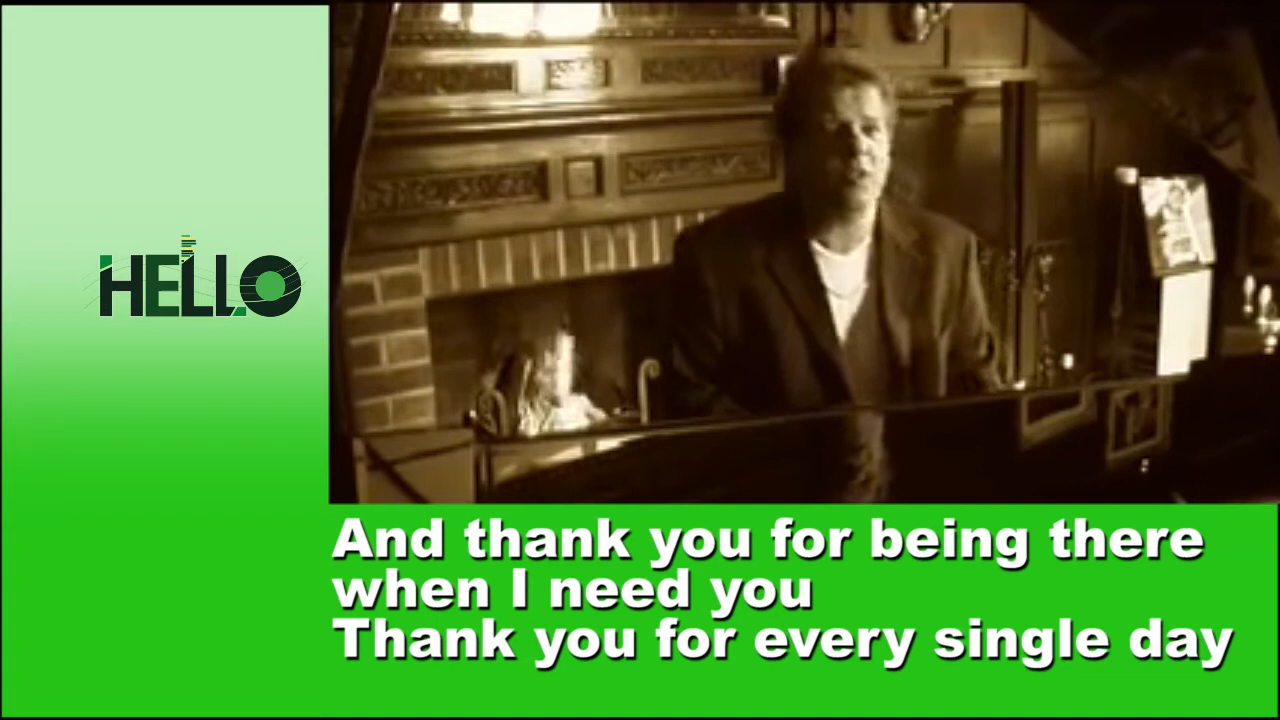 HELLO
And thank you for being there
when I need you
Thank you for every single day